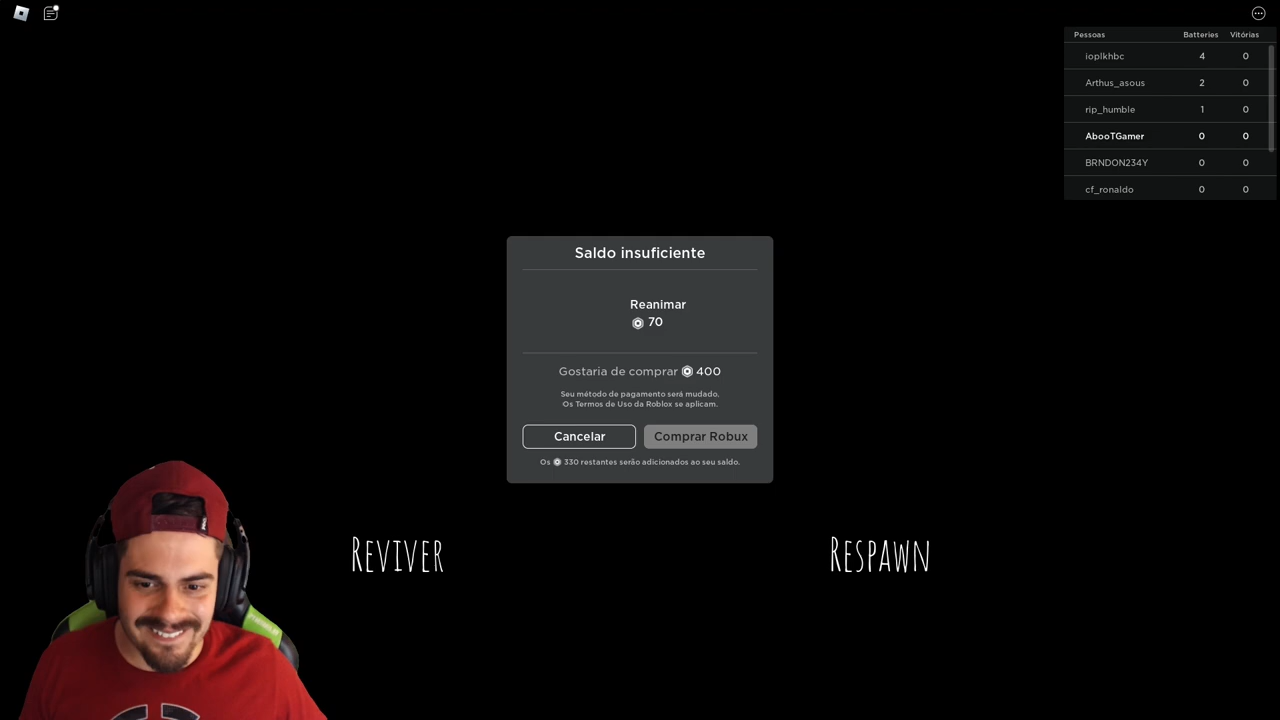 Pessoas Batteries Vitórias
ioplkhbc 4 0
Arthus_asous 2 0
rip_humble 1 0
AbooTGamer 0 0
BRNDON234Y 0 0
cf_ronaldo 0 0
Saldo insuficiente
Reanimar
70
Gostaria de comprar 400
Seu método de pagamento será mudado.
Os Termos de Uso da Roblox se aplicam.
Cancelar Comprar Robux
Os 330 restantes serão adicionados ao seu saldo.
Reviver Respawn